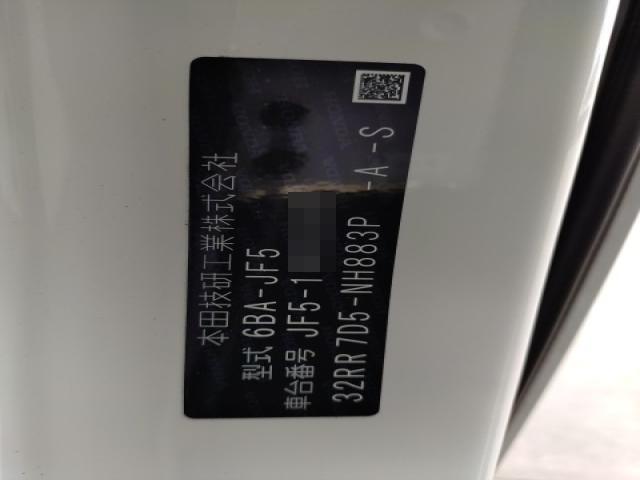 本田技研工業株式会社
型式 6BA-JF5
車台番号 JF5-1
32RR 7D5-NH883P -A -S